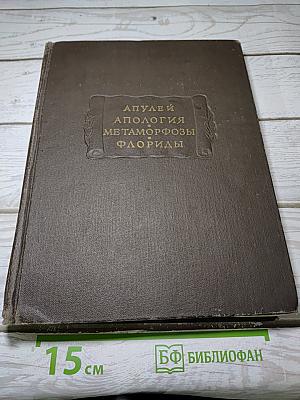 АПУЛЕЙ
АПОЛОГИЯ
МЕТАМОРФОЗЫ
ФЛОРИДЫ
15 см
БФ БИБЛИОФАН